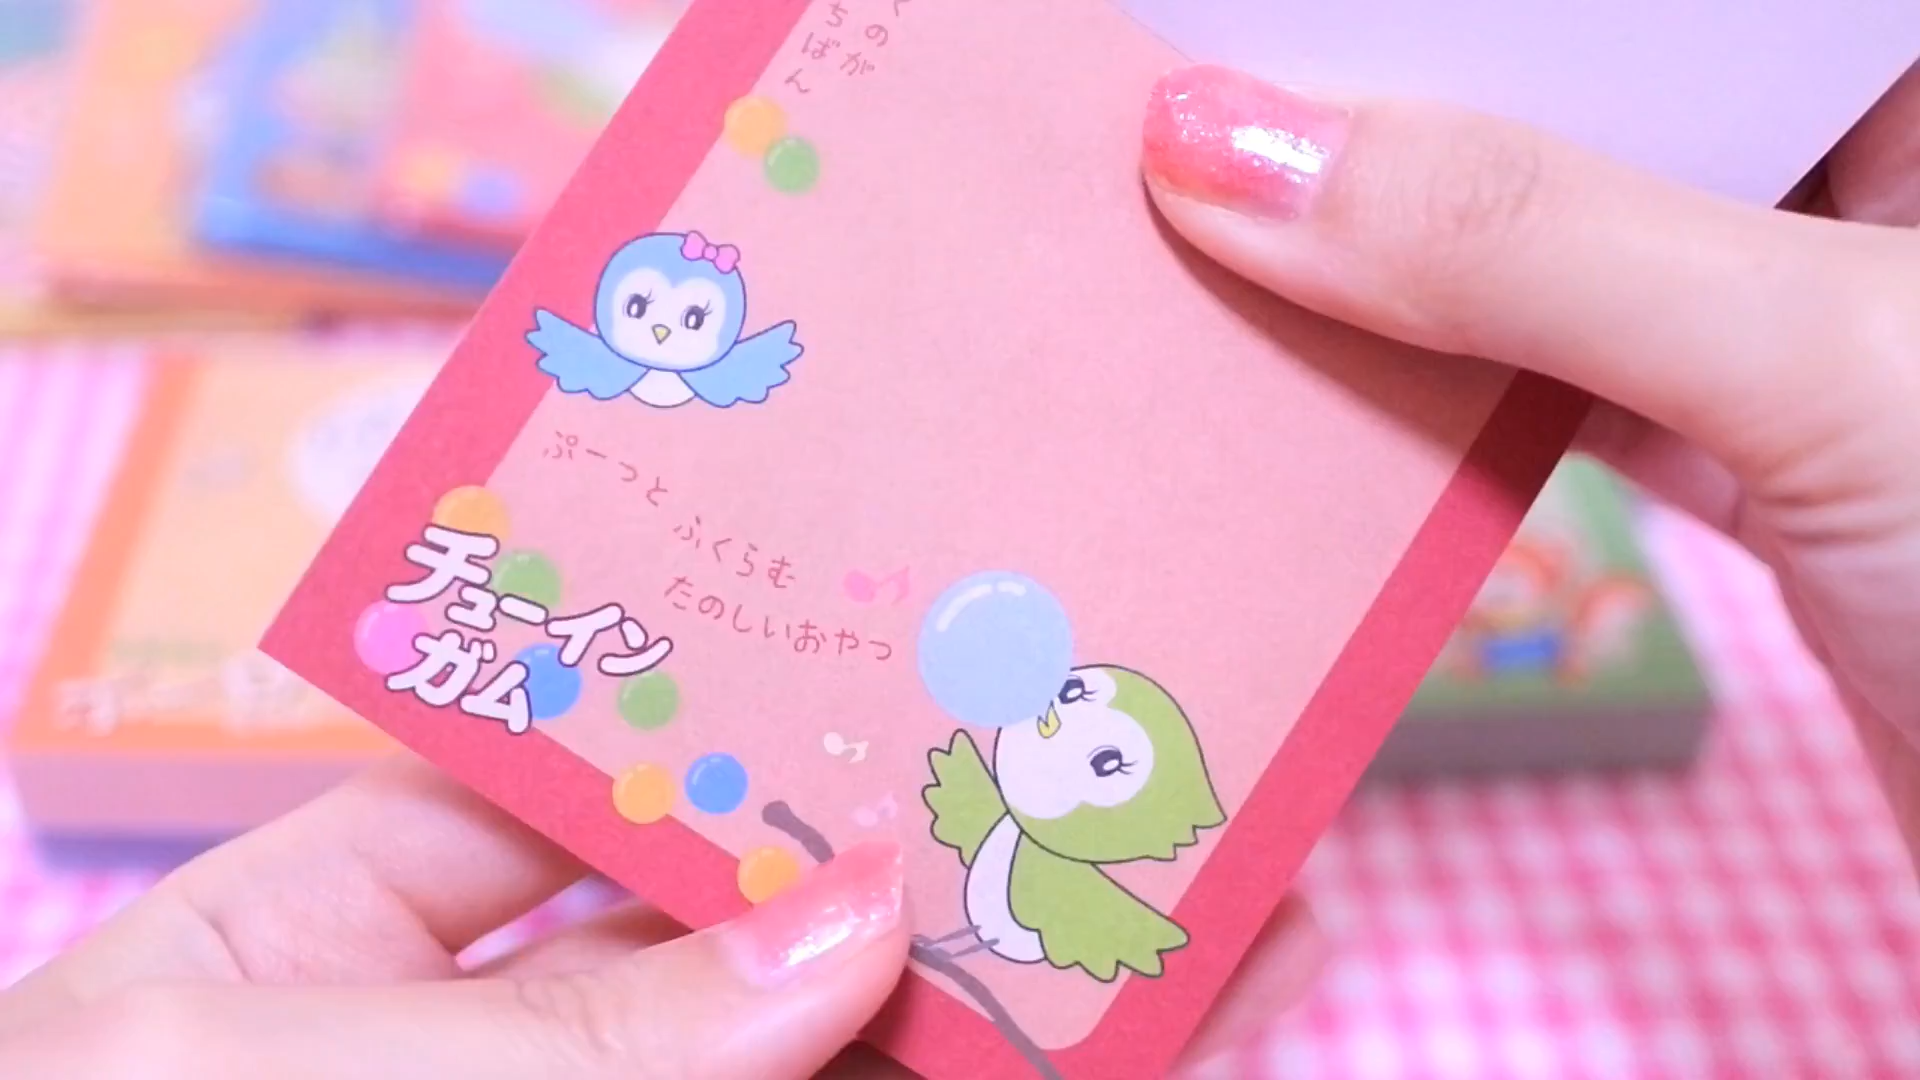 くのが
ちばん
ぷーっと
ふくらむ
たのしいおやつ
チューイン
ガム